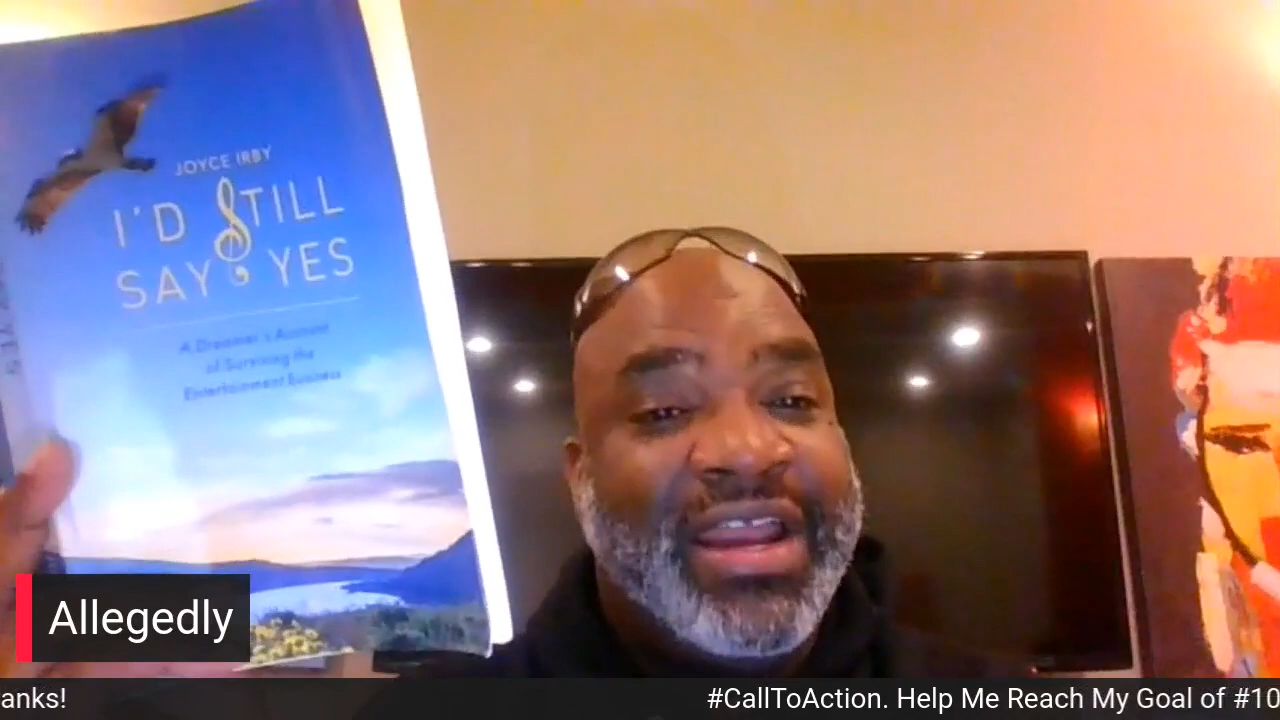 JOYCE IRBY
I'D STILL
SAY YES
A Dreamer's Account
of Surviving the
Entertainment Business
Allegedly
anks!
#CallToAction. Help Me Reach My Goal of #10